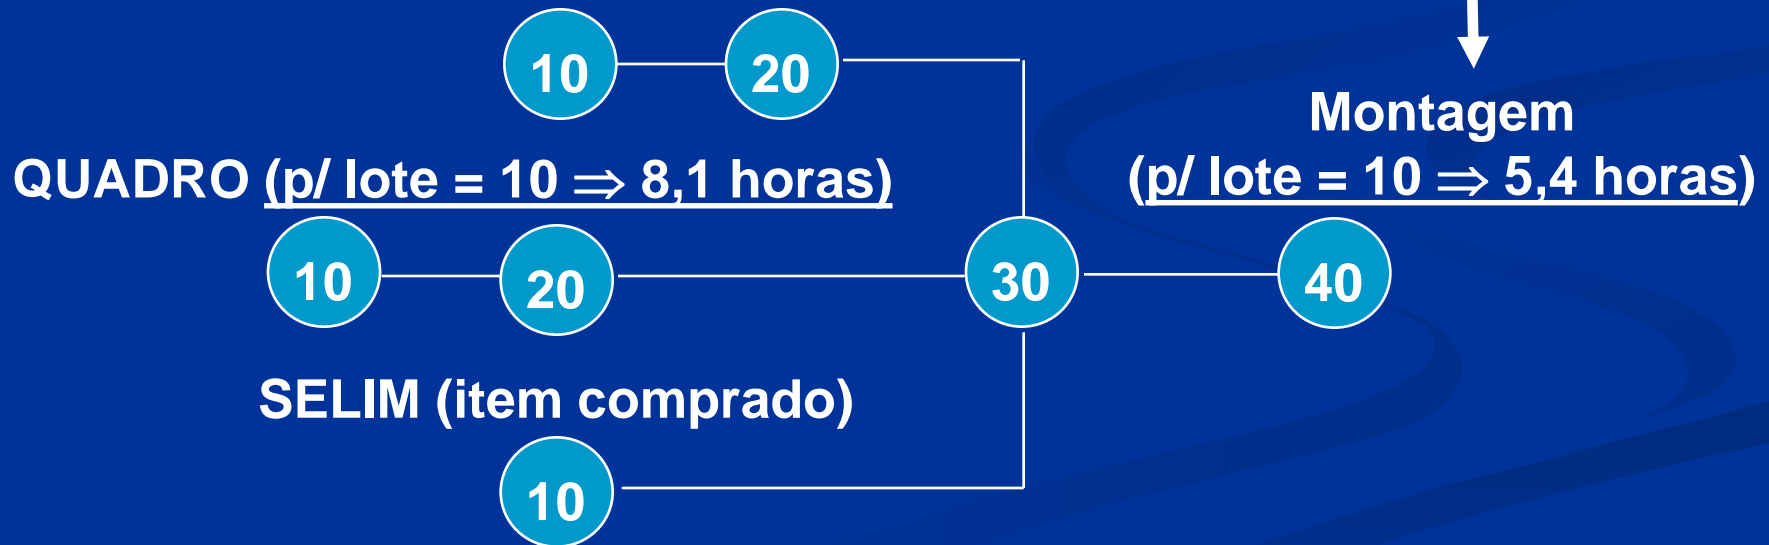 10 20
Montagem
QUADRO (p/ lote = 10 ⇒ 8,1 horas)
(p/ lote = 10 ⇒ 5,4 horas)
10 20 30 40
SELIM (item comprado)
10